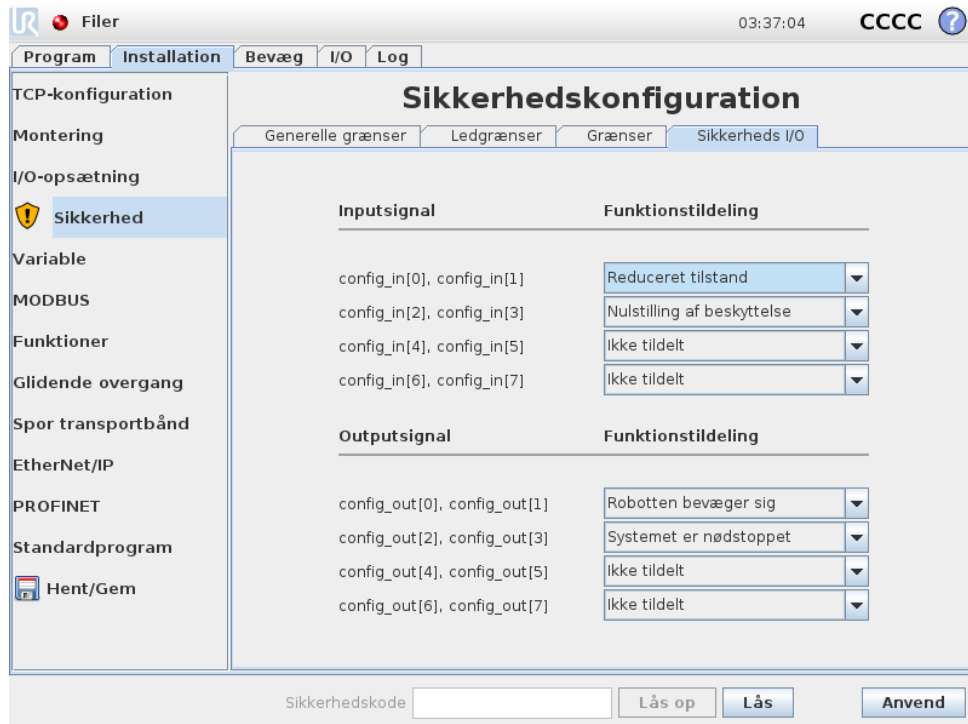 UR Filer 03:37:04 CCCC ?
Program Installation Bevæg I/O Log
TCP-konfiguration
Montering
I/O-opsætning
Sikkerhed
Variable
MODBUS
Funktioner
Glidende overgang
Spor transportbånd
EtherNet/IP
PROFINET
Standardprogram
Hent/Gem
Sikkerhedskonfiguration
Generelle grænser Ledgrænser Grænser Sikkerheds I/O
Inputsignal Funktionstildeling
config_in[0], config_in[1] Reduceret tilstand
config_in[2], config_in[3] Nulstilling af beskyttelse
config_in[4], config_in[5] Ikke tildelt
config_in[6], config_in[7] Ikke tildelt
Outputsignal Funktionstildeling
config_out[0], config_out[1] Robotten bevæger sig
config_out[2], config_out[3] Systemet er nødstoppet
config_out[4], config_out[5] Ikke tildelt
config_out[6], config_out[7] Ikke tildelt
Sikkerhedskode Lås op Lås Anvend